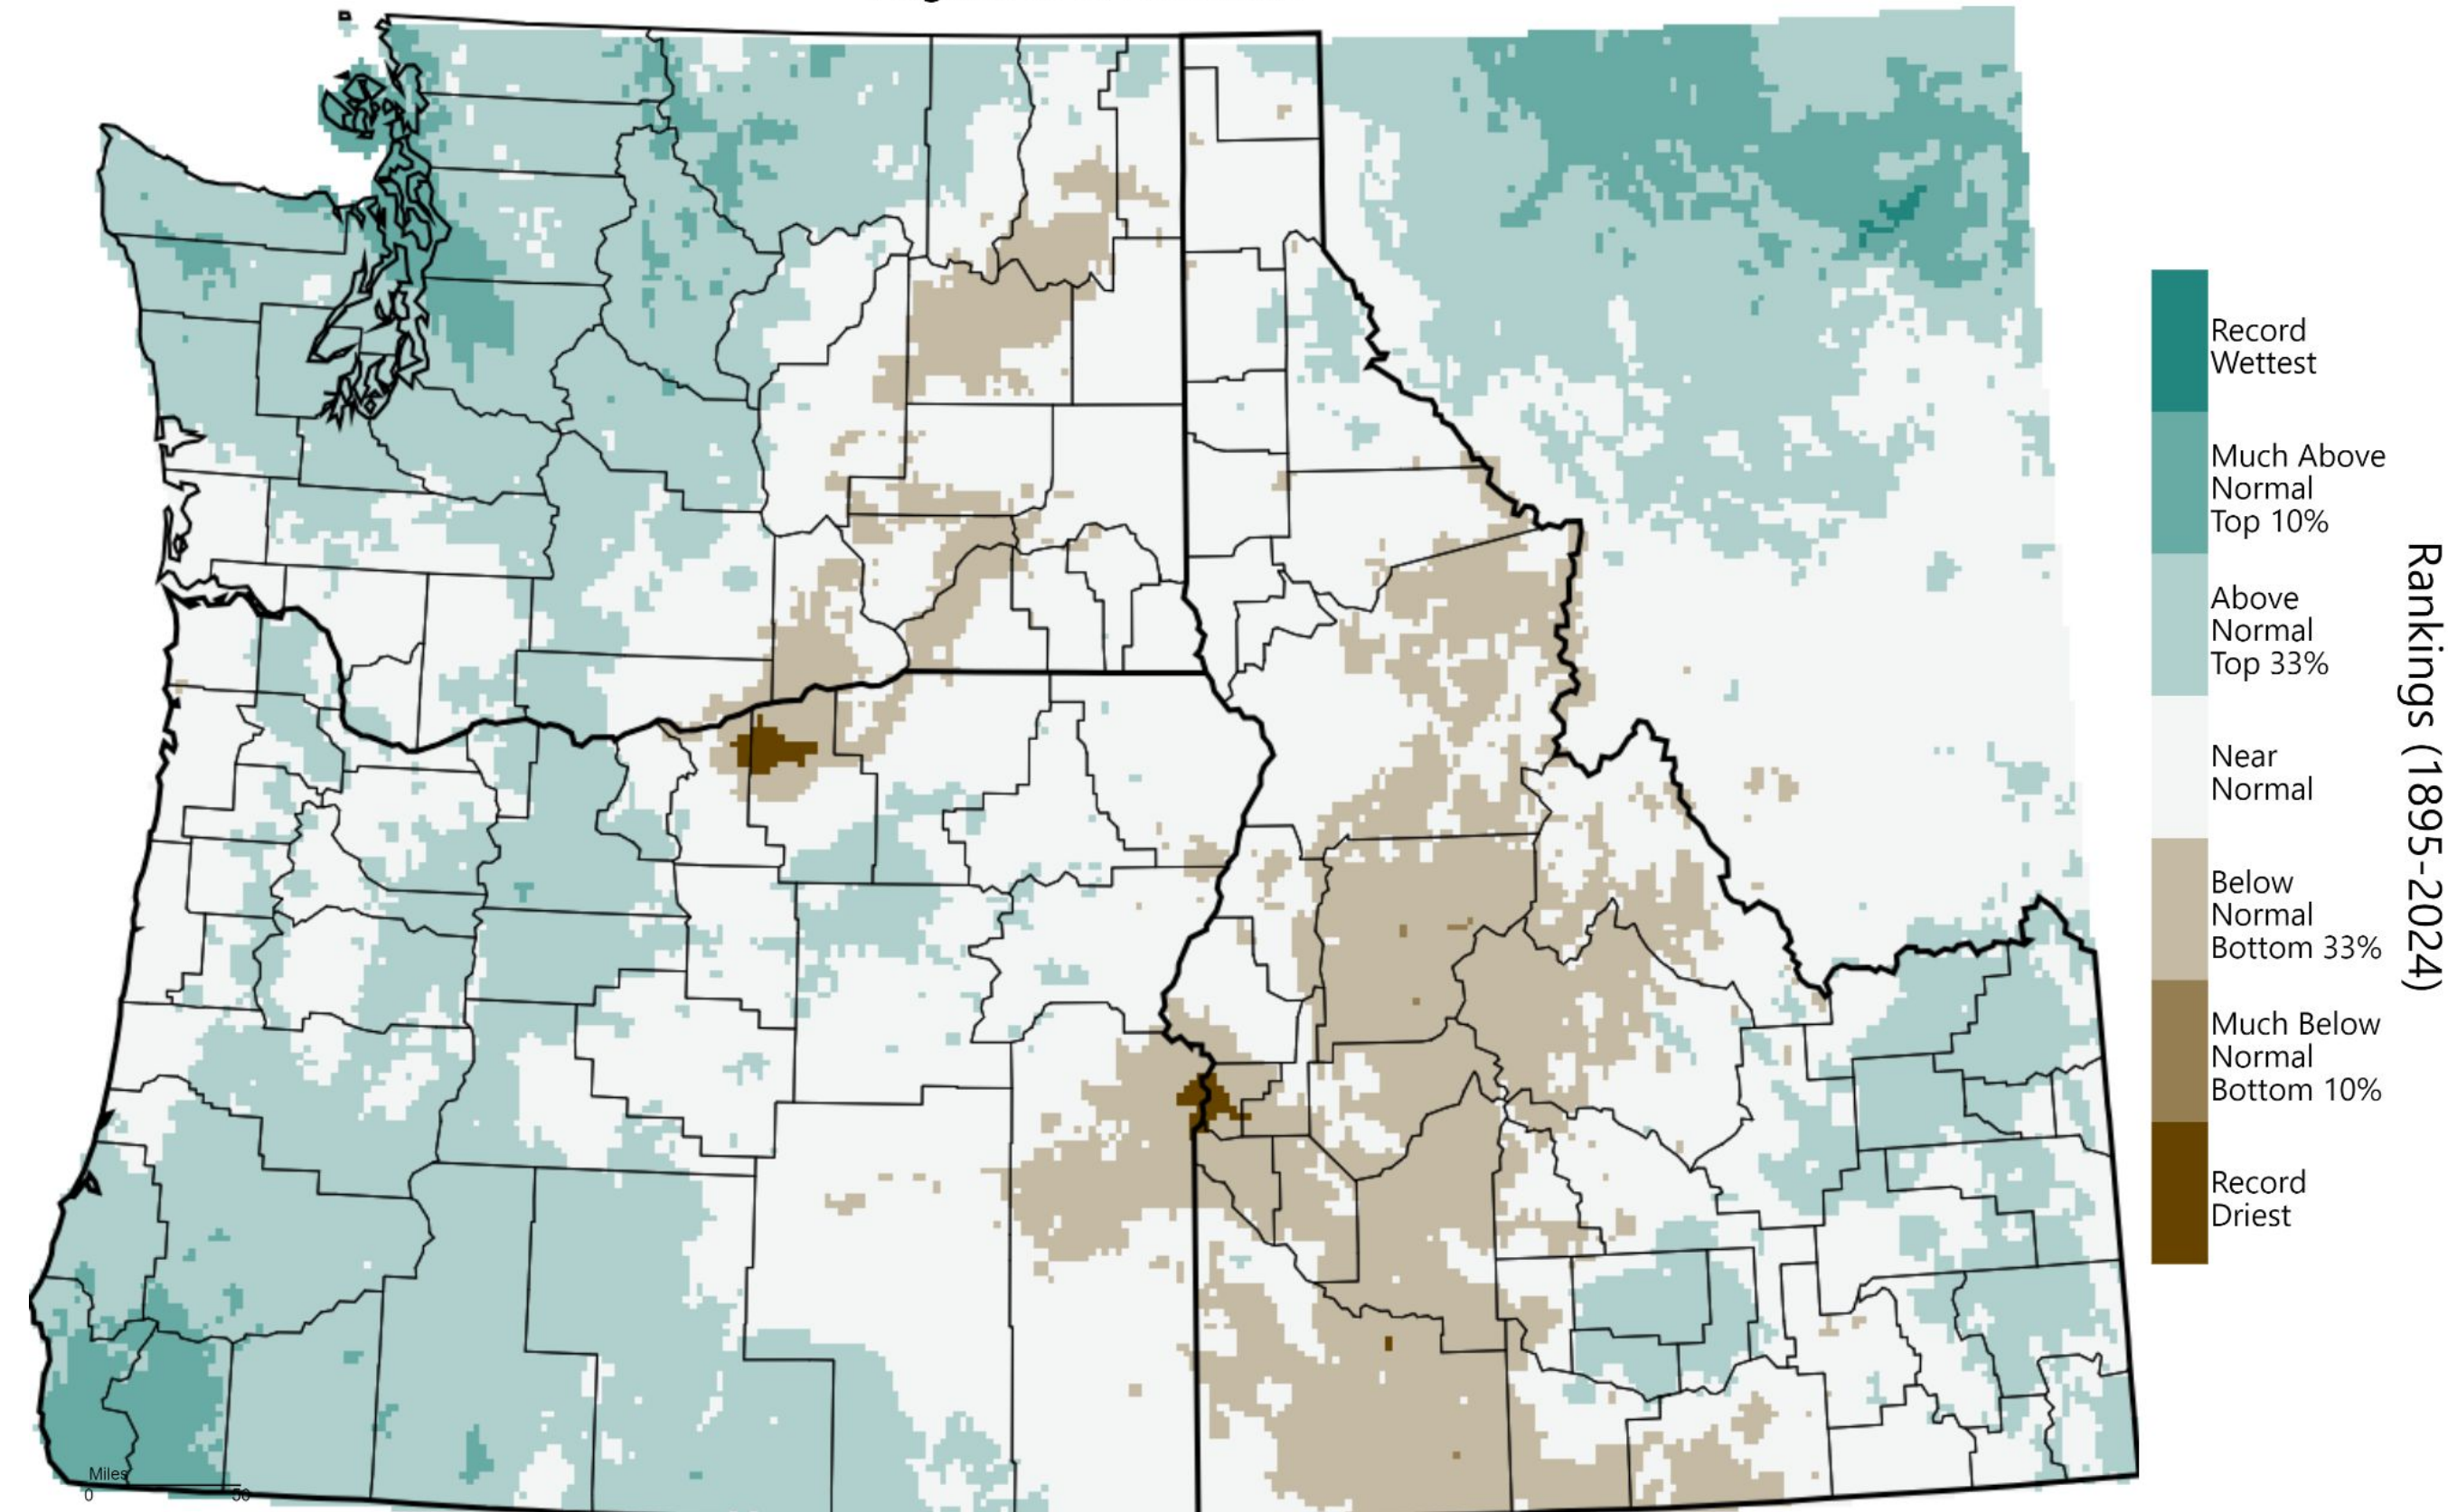 Record
Wettest
Much Above
Normal
Top 10%
Above
Normal
Top 33%
Near
Normal
Below
Normal
Bottom 33%
Much Below
Normal
Bottom 10%
Record
Driest
Rankings (1895-2024)
Miles
0 50